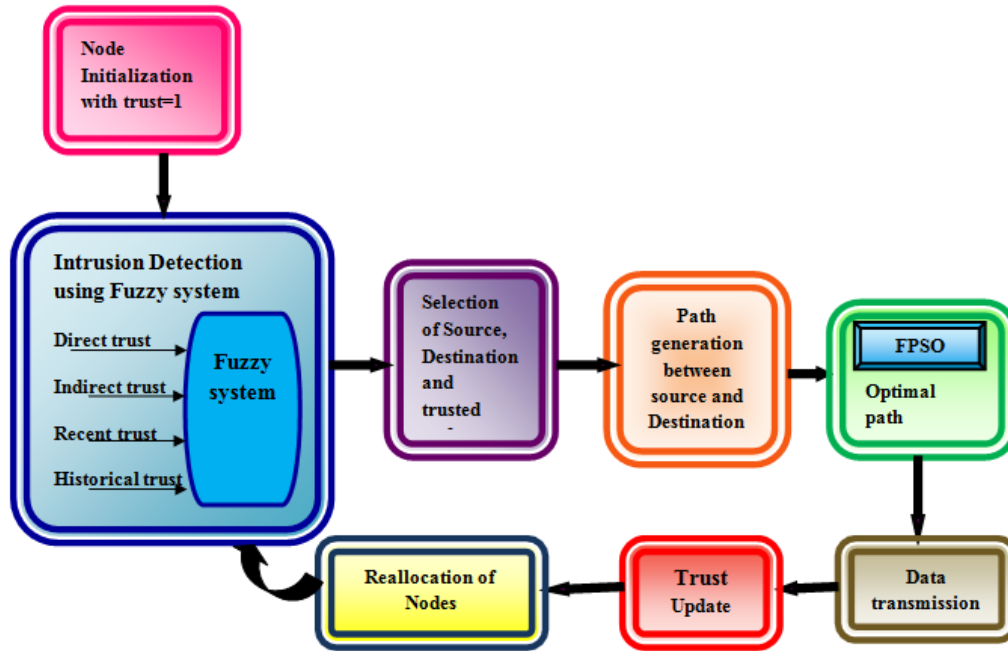 Node
Initialization
with trust=1
Intrusion Detection
using Fuzzy system
Direct trust
Indirect trust
Recent trust
Historical trust
Fuzzy
system
Selection
of Source,
Destination
and
trusted
Path
generation
between
source and
Destination
FPSO
Optimal
path
Data
transmission
Trust
Update
Reallocation of
Nodes